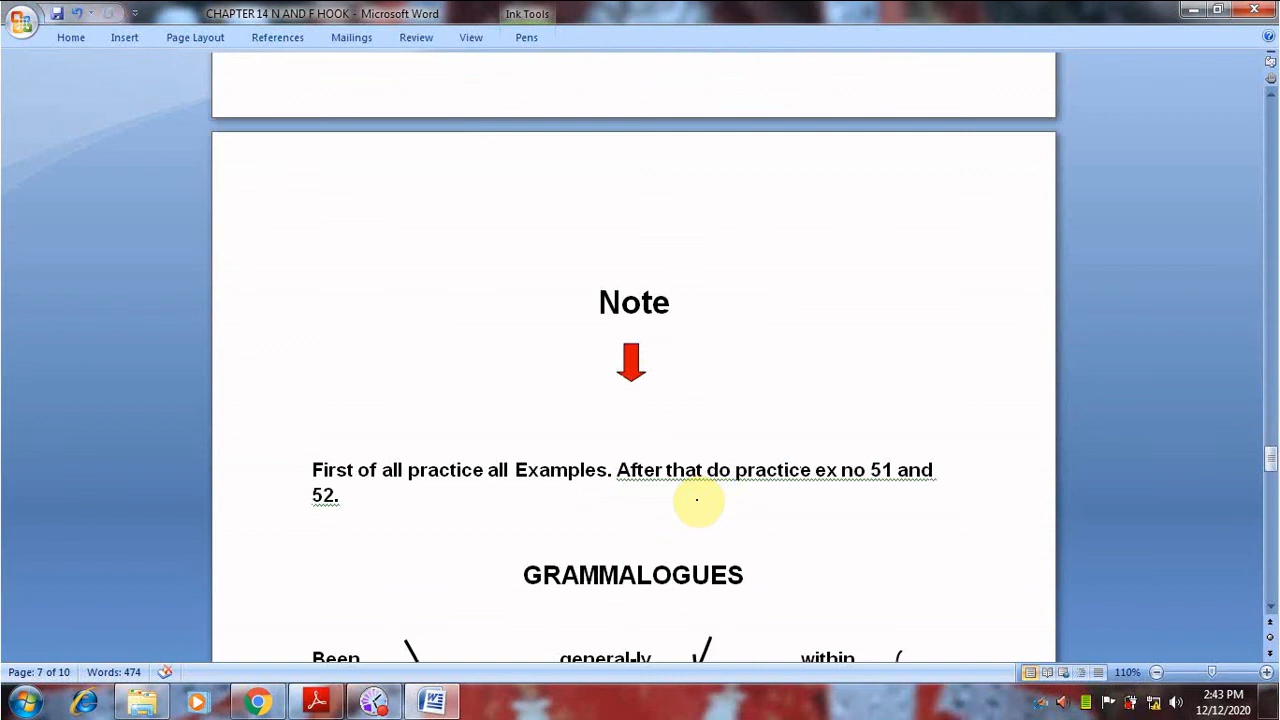 CHAPTER 14 N AND F HOOK - Microsoft Word
Ink Tools
Home Insert Page Layout References Mailings Review View Pens
Note
First of all practice all Examples. After that do practice ex no 51 and
52.
GRAMMALOGUES
Been general-ly within
Page: 7 of 10 Words: 474 110%
2:43 PM
12/12/2020